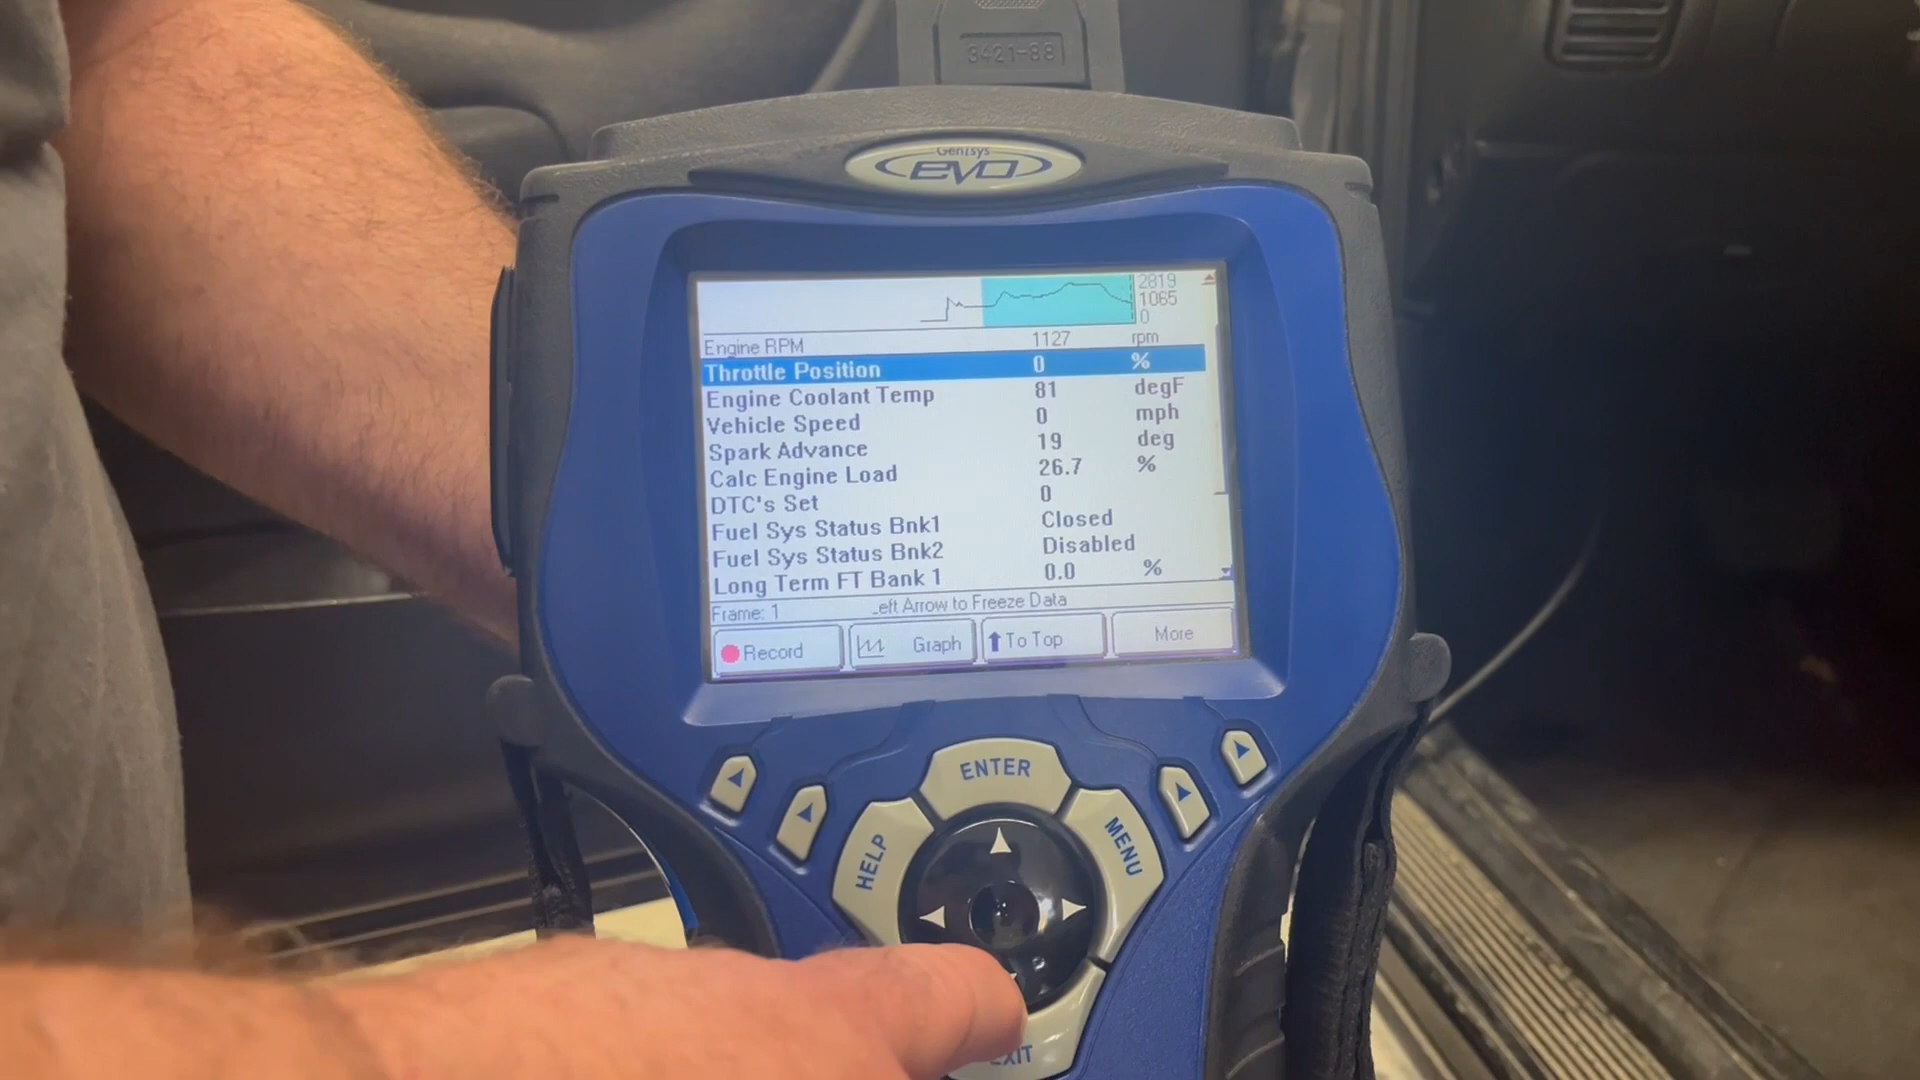 3421-88
Genisys
EVO
2819
1065
0
Engine RPM 1127 rpm
Throttle Position 0 %
Engine Coolant Temp 81 degF
Vehicle Speed 0 mph
Spark Advance 19 deg
Calc Engine Load 26.7 %
DTC's Set 0
Fuel Sys Status Bnk1 Closed
Fuel Sys Status Bnk2 Disabled
Long Term FT Bank 1 0.0 %
Frame: 1 Left Arrow to Freeze Data
Record Graph To Top More
ENTER
HELP
MENU
EXIT